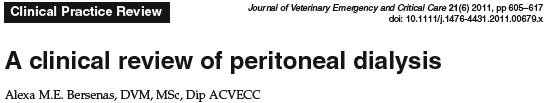 Clinical Practice Review
Journal of Veterinary Emergency and Critical Care 21(6) 2011, pp 605–617
doi: 10.1111/j.1476-4431.2011.00679.x
A clinical review of peritoneal dialysis
Alexa M.E. Bersenas, DVM, MSc, Dip ACVECC